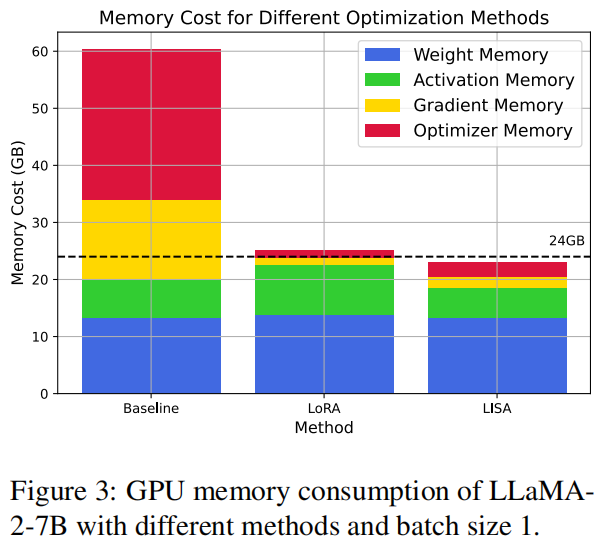 Memory Cost for Different Optimization Methods
60
50
40
30
20
10
0
Memory Cost (GB)
Weight Memory
Activation Memory
Gradient Memory
Optimizer Memory
24GB
Baseline
LoRA
LISA
Method
Figure 3: GPU memory consumption of LLaMA-
2-7B with different methods and batch size 1.